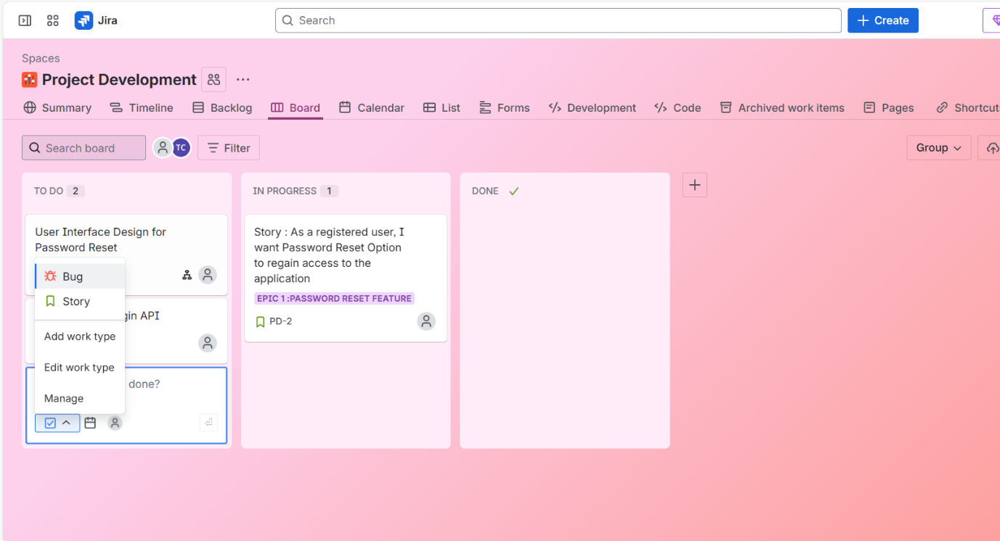 Jira
Search
+ Create
Spaces
Project Development
Summary
Timeline
Backlog
Board
Calendar
List
Forms
Development
Code
Archived work items
Pages
Shortcuts
Search board
TC
Filter
Group
TO DO 2
User Interface Design for
Password Reset
Bug
Story
gin API
Add work type
Edit work type
done?
Manage
IN PROGRESS 1
Story : As a registered user, I
want Password Reset Option
to regain access to the
application
EPIC 1 :PASSWORD RESET FEATURE
PD-2
DONE